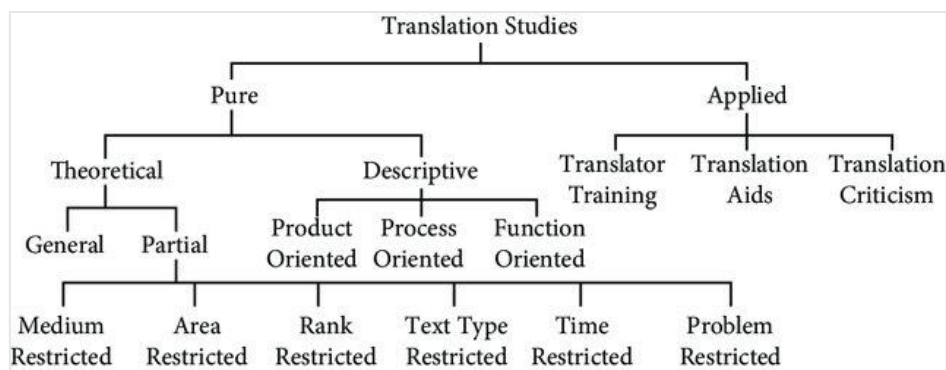 Translation Studies
Pure
Applied
Theoretical
Descriptive
Translator
Training
Translation
Aids
Translation
Criticism
General
Partial
Product
Oriented
Process
Oriented
Function
Oriented
Medium
Restricted
Area
Restricted
Rank
Restricted
Text Type
Restricted
Time
Restricted
Problem
Restricted